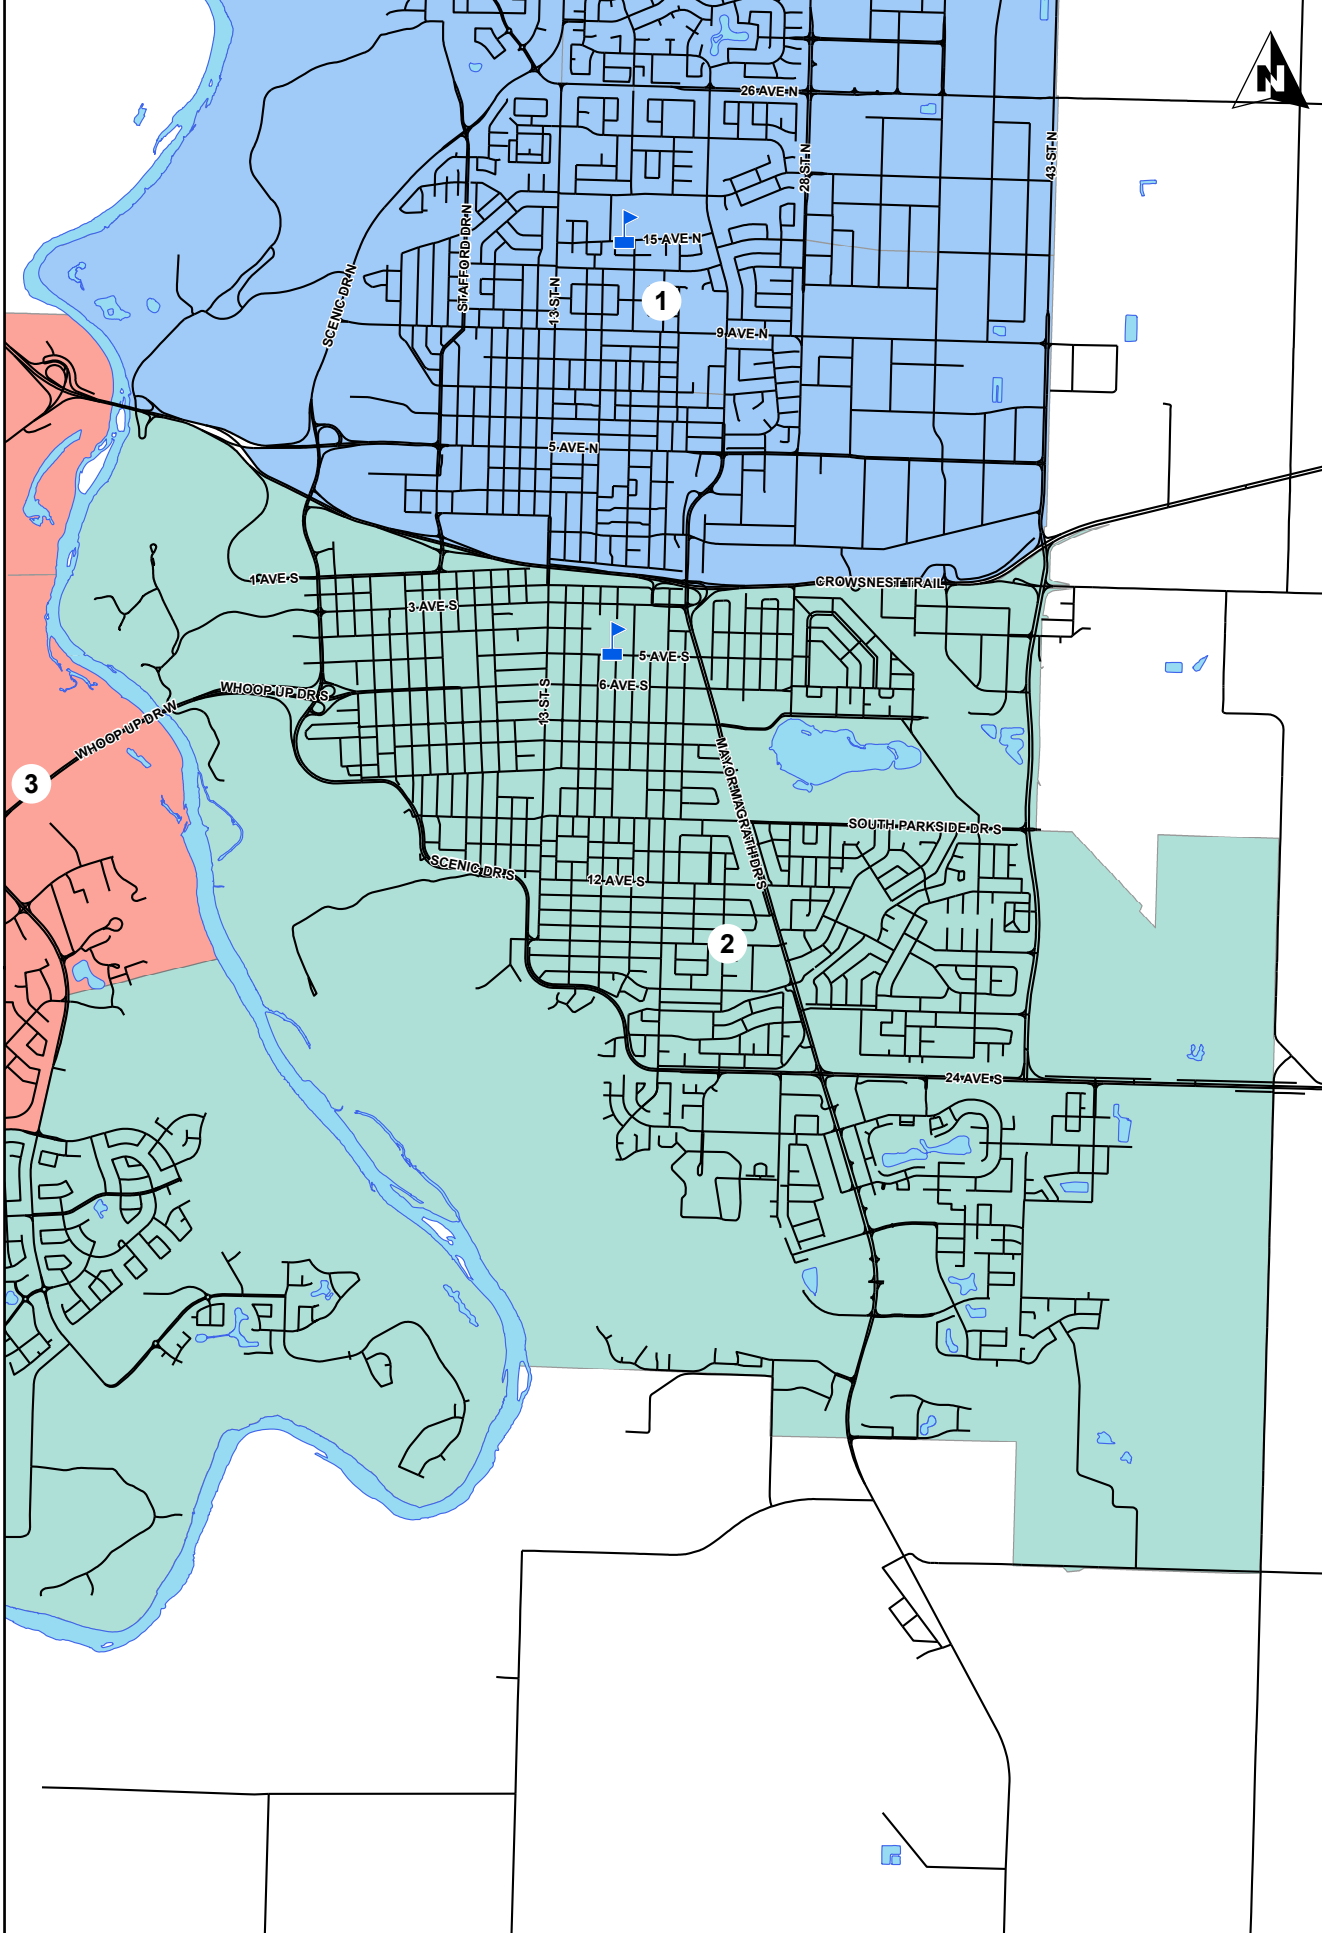 N
26 AVE N
43 ST N
28 ST N
STAFFORD DR N
15 AVE N
SCENIC DR N
13 ST N
1
9 AVE N
5 AVE N
1 AVE S
CROWSNEST TRAIL
3 AVE S
5 AVE S
6 AVE S
WHOOP UP DR S
13 ST S
WHOOP UP DR W
3
MAYOR MAGRATH DR S
SOUTH PARKSIDE DR S
SCENIC DR S
12 AVE S
2
24 AVE S